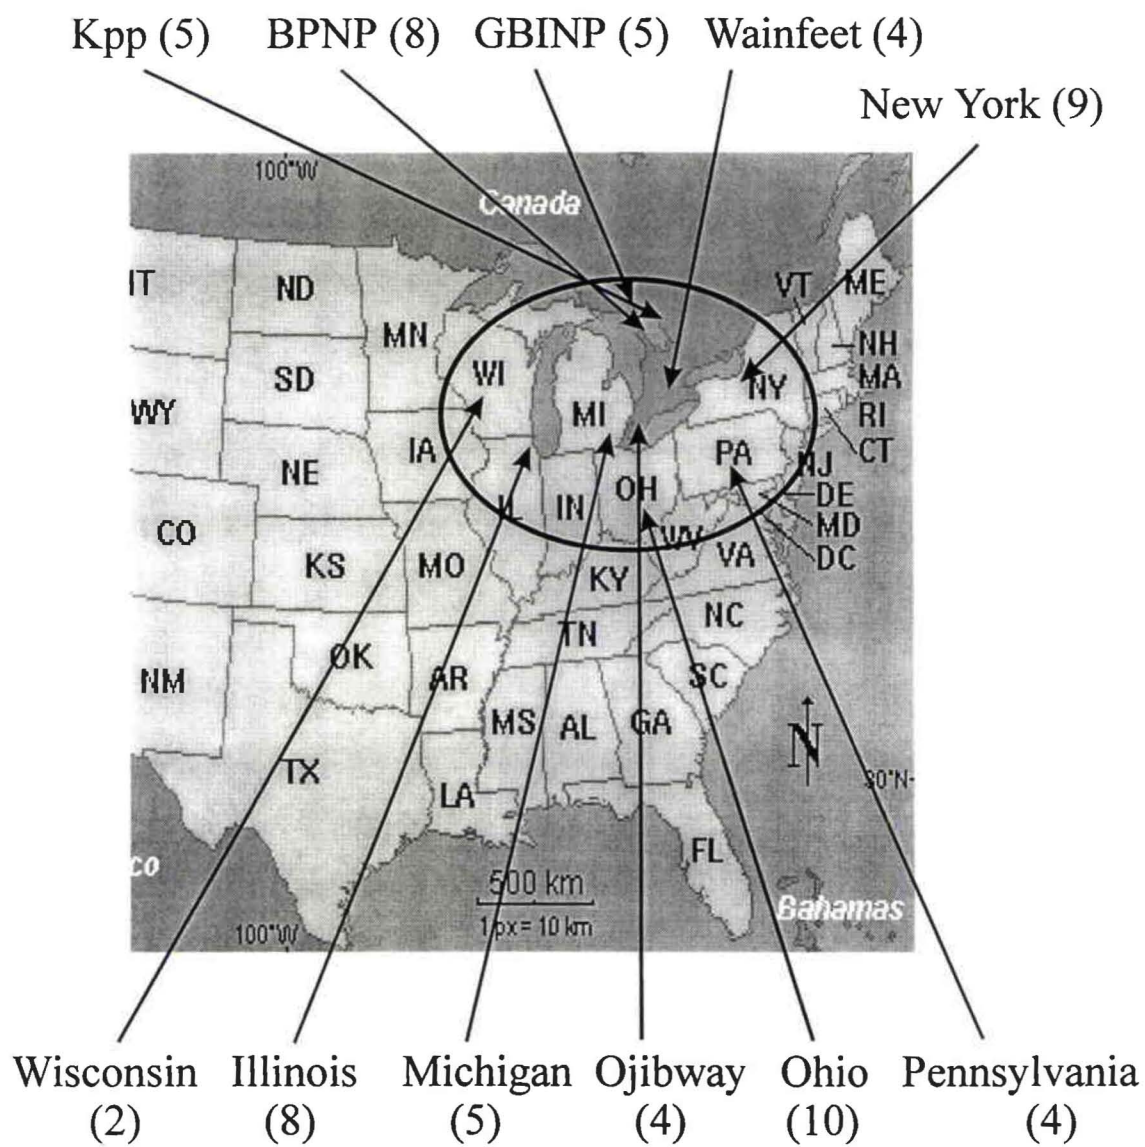 Kpp (5) BPNP (8) GBINP (5) Wainfeet (4)
New York (9)
100°W
Canada
IT ND MN VT ME
NH
WY SD WI MI NY MA
RI
CT
NE IA IL IN OH PA NJ
DE
MD
DC
CO KS MO KY WV VA
NM OK AR TN NC
SC
TX LA MS AL GA
N
30°N
FL
CO
500 km
1 px = 10 km
100°W
Bahamas
Wisconsin Illinois Michigan Ojibway Ohio Pennsylvania
(2) (8) (5) (4) (10) (4)